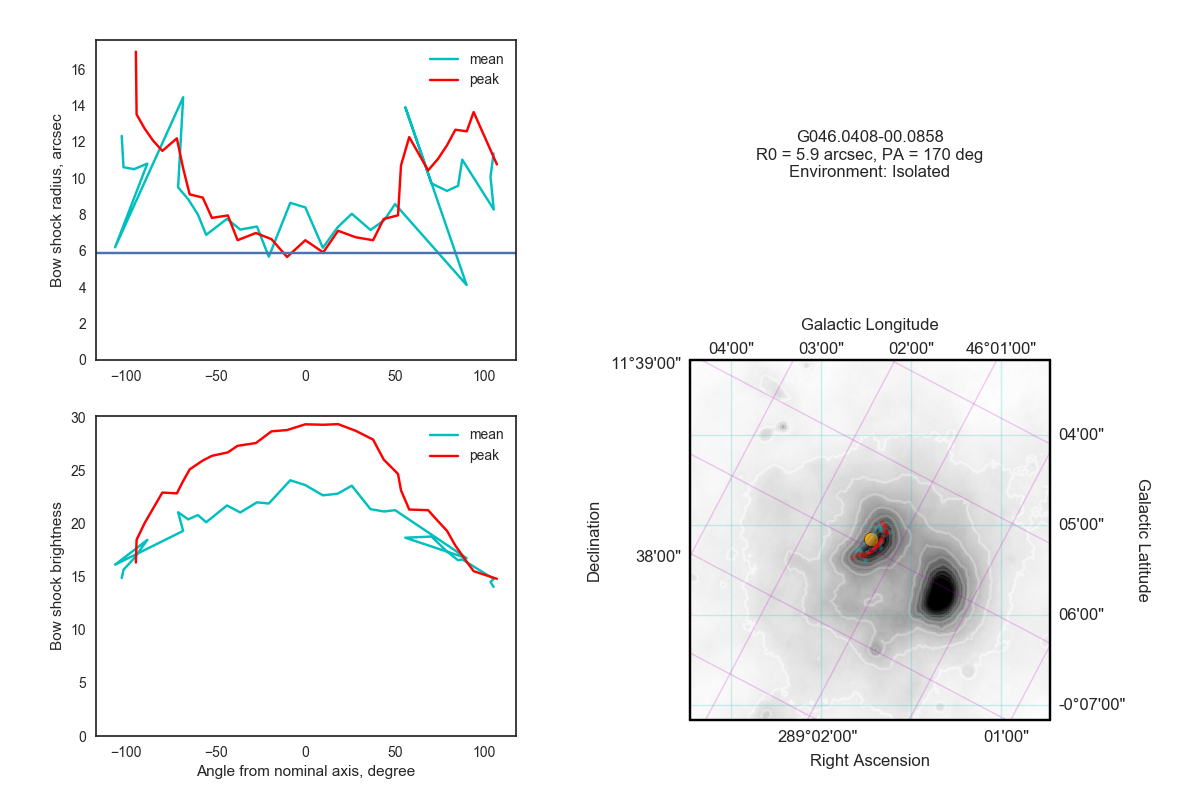 16
14
12
10
8
6
4
2
0
Bow shock radius, arcsec
mean
peak
−100
−50
0
50
100
30
25
20
15
10
5
0
Bow shock brightness
mean
peak
−100
−50
0
50
100
Angle from nominal axis, degree
G046.0408-00.0858
R0 = 5.9 arcsec, PA = 170 deg
Environment: Isolated
Galactic Longitude
04'00" 03'00" 02'00" 46°01'00"
11°39'00"
38'00"
Declination
04'00"
05'00"
06'00"
-0°07'00"
Galactic Latitude
289°02'00" 01'00"
Right Ascension